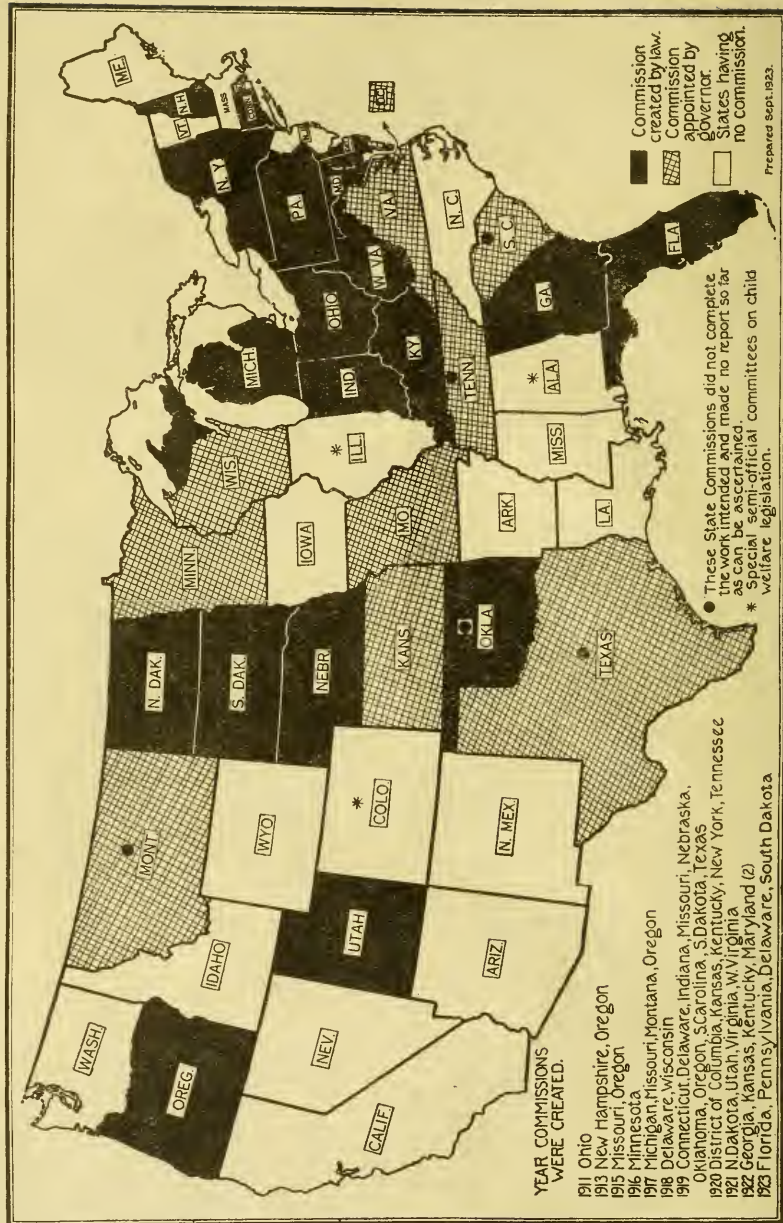 WASH.
OREG.
CALIF.
NEV.
IDAHO
MONT.
WYO.
UTAH
ARIZ.
COLO.
*
N. MEX.
N. DAK.
S. DAK.
NEBR.
KANS
OKLA
TEXAS
MINN.
IOWA
MO.
ARK
LA.
WIS.
ILL.
*
MICH.
IND.
OHIO
KY
TENN
MISS.
ALA
*
GA.
FLA
S. C.
N. C.
VA.
W. VA
MD.
PA.
N. Y.
VT.
N. H
ME.
MASS
CONN
Commission
created by law.
Commission
appointed by
governor.
States having
no commission.
Prepared Sept. 1923.
● These State Commissions did not complete
the work intended and made no report so far
as can be ascertained.
* Special semi-official committees on child
welfare legislation.
YEAR COMMISSIONS
WERE CREATED.
1911 Ohio
1913 New Hampshire, Oregon
1915 Missouri, Oregon
1916 Minnesota
1917 Michigan, Missouri, Montana, Oregon
1918 Delaware, Wisconsin
1919 Connecticut, Delaware, Indiana, Missouri, Nebraska,
Oklahoma, Oregon, S. Carolina, S. Dakota, Texas
1920 District of Columbia, Kansas, Kentucky, New York, Tennessee
1921 N. Dakota, Utah, Virginia, W. Virginia
1922 Georgia, Kansas, Kentucky, Maryland (2)
1923 Florida, Pennsylvania, Delaware, South Dakota